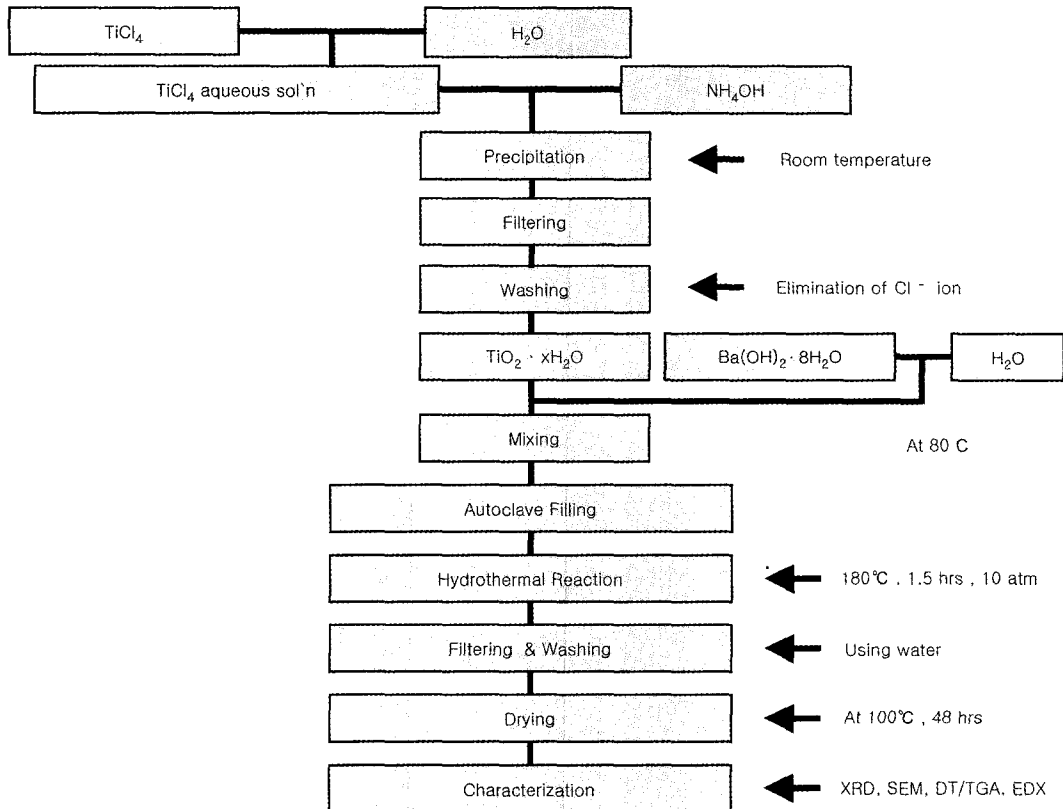 TiCl₄
H₂O
TiCl₄ aqueous sol`n
NH₄OH
Precipitation
Room temperature
Filtering
Washing
Elimination of Cl⁻ ion
TiO₂ · xH₂O
Ba(OH)₂ · 8H₂O
H₂O
Mixing
At 80 C
Autoclave Filling
Hydrothermal Reaction
180℃ , 1.5 hrs , 10 atm
Filtering & Washing
Using water
Drying
At 100℃ , 48 hrs
Characterization
XRD, SEM, DT/TGA, EDX